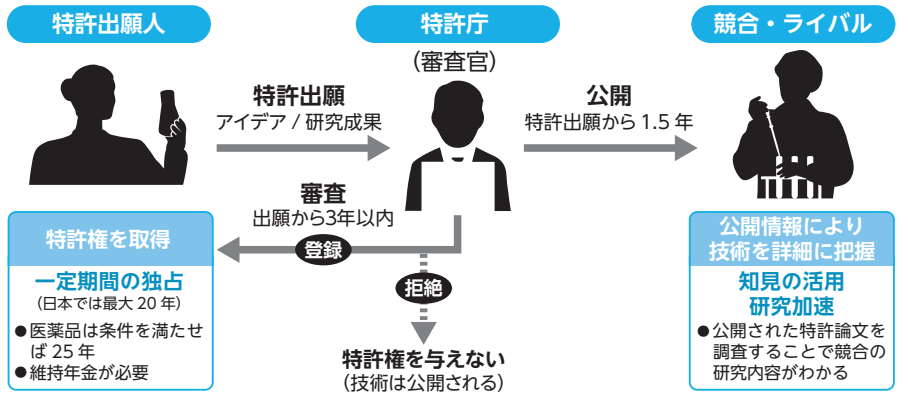 特許出願人
特許庁
競合・ライバル
(審査官)
特許出願
アイデア / 研究成果
公開
特許出願から 1.5 年
審査
出願から3年以内
登録
拒絶
特許権を与えない
(技術は公開される)
特許権を取得
一定期間の独占
(日本では最大 20 年)
●医薬品は条件を満たせ
ば 25 年
●維持年金が必要
公開情報により
技術を詳細に把握
知見の活用
研究加速
●公開された特許論文を
調査することで競合の
研究内容がわかる